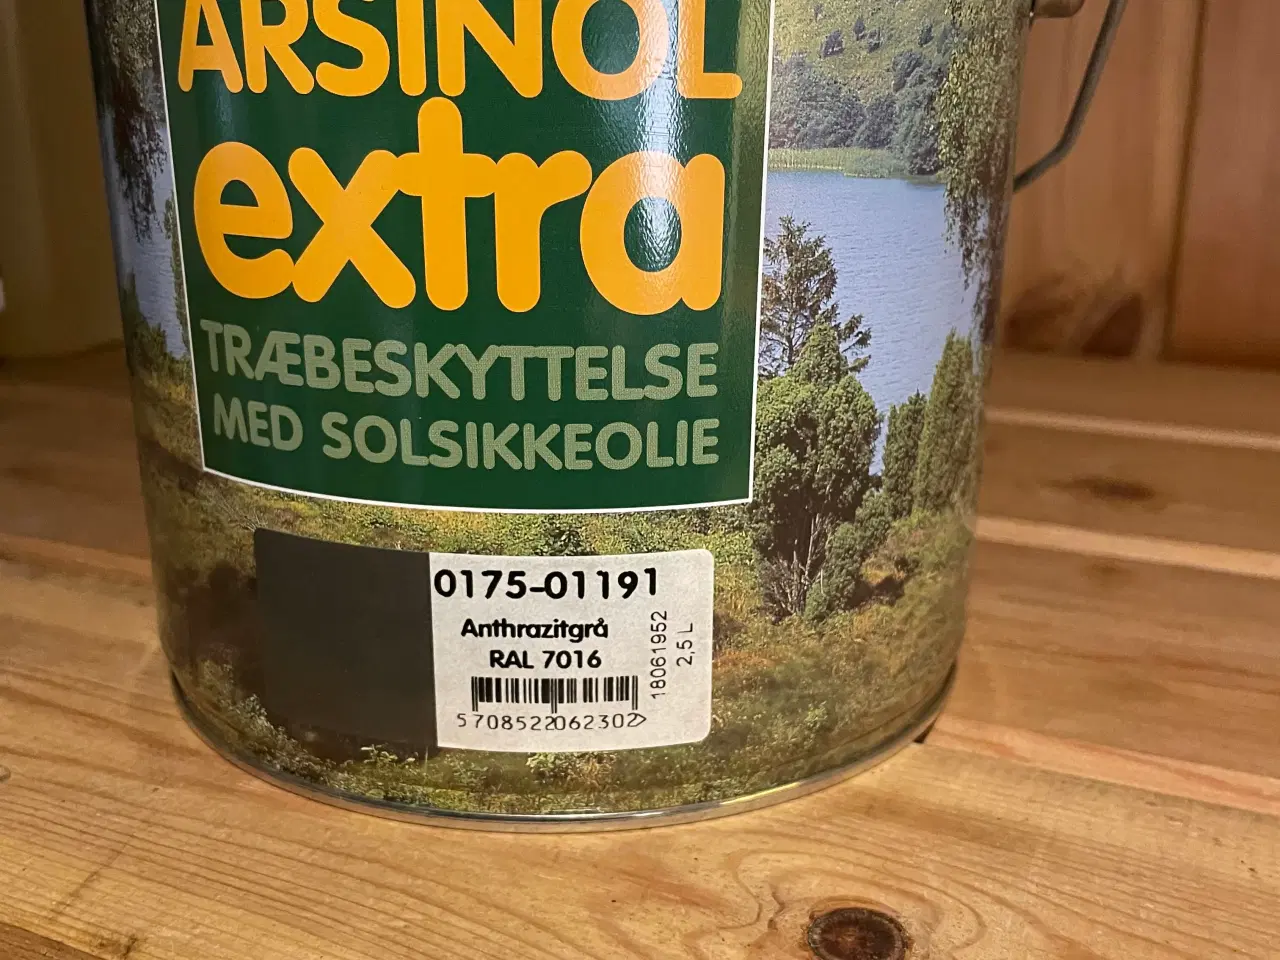 ARSINOL
extra
TRÆBESKYTTELSE
MED SOLSIKKEOLIE
0175-01191
Anthrazitgrå
RAL 7016
5708522062302>
18061952
2,5 L